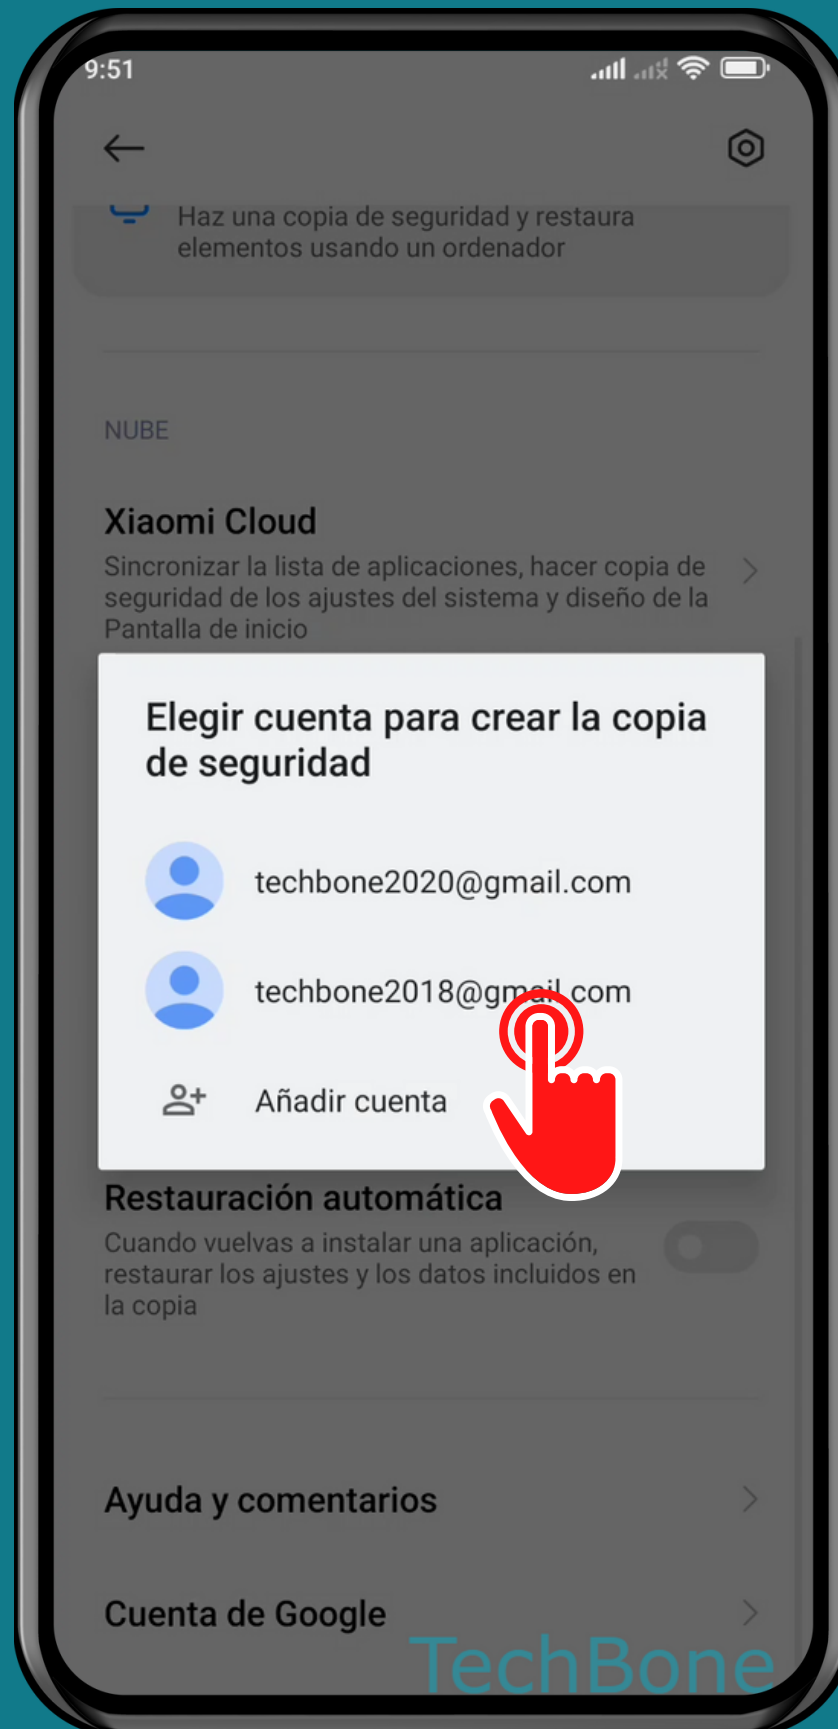 9:51
Haz una copia de seguridad y restaura
elementos usando un ordenador
NUBE
Xiaomi Cloud
Sincronizar la lista de aplicaciones, hacer copia de
seguridad de los ajustes del sistema y diseño de la
Pantalla de inicio
Elegir cuenta para crear la copia
de seguridad
techbone2020@gmail.com
techbone2018@gmail.com
Añadir cuenta
Restauración automática
Cuando vuelvas a instalar una aplicación,
restaurar los ajustes y los datos incluidos en
la copia
Ayuda y comentarios
Cuenta de Google
TechBone